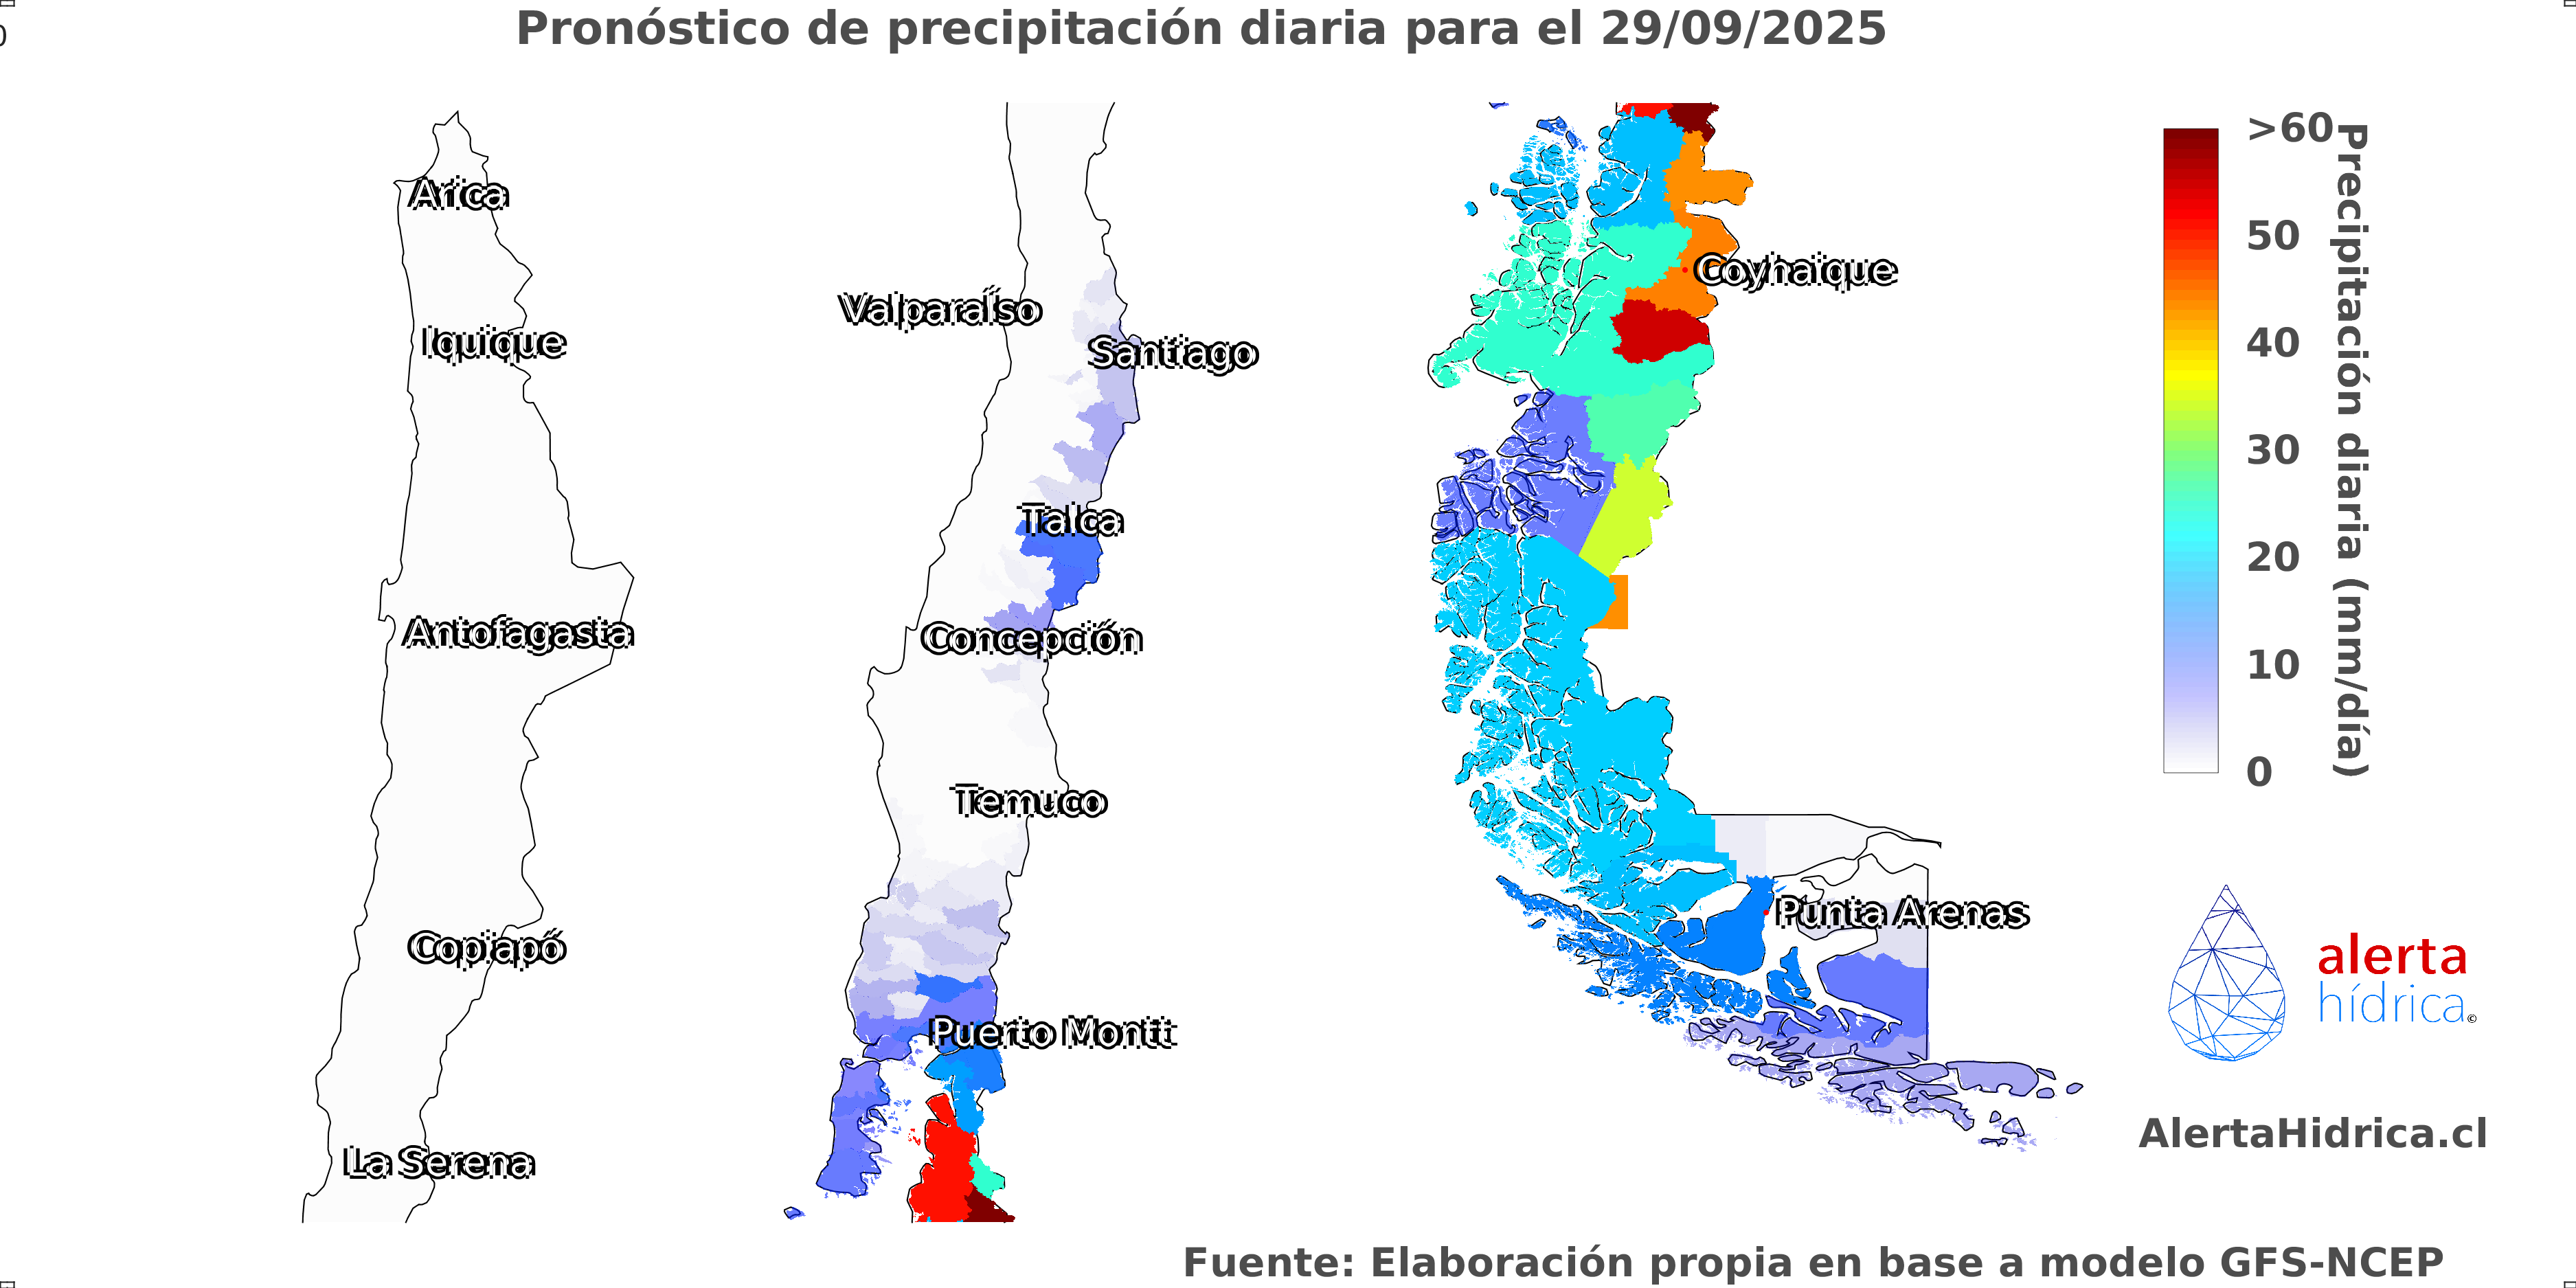 Pronóstico de precipitación diaria para el 29/09/2025
0
Arica
Iquique
Antofagasta
Copiapó
La Serena
Valparaíso
Santiago
Talca
Concepción
Temuco
Puerto Montt
Coyhaique
Punta Arenas
>60
50
40
30
20
10
0
Precipitación diaria (mm/día)
alerta
hídrica©
AlertaHidrica.cl
Fuente: Elaboración propia en base a modelo GFS-NCEP